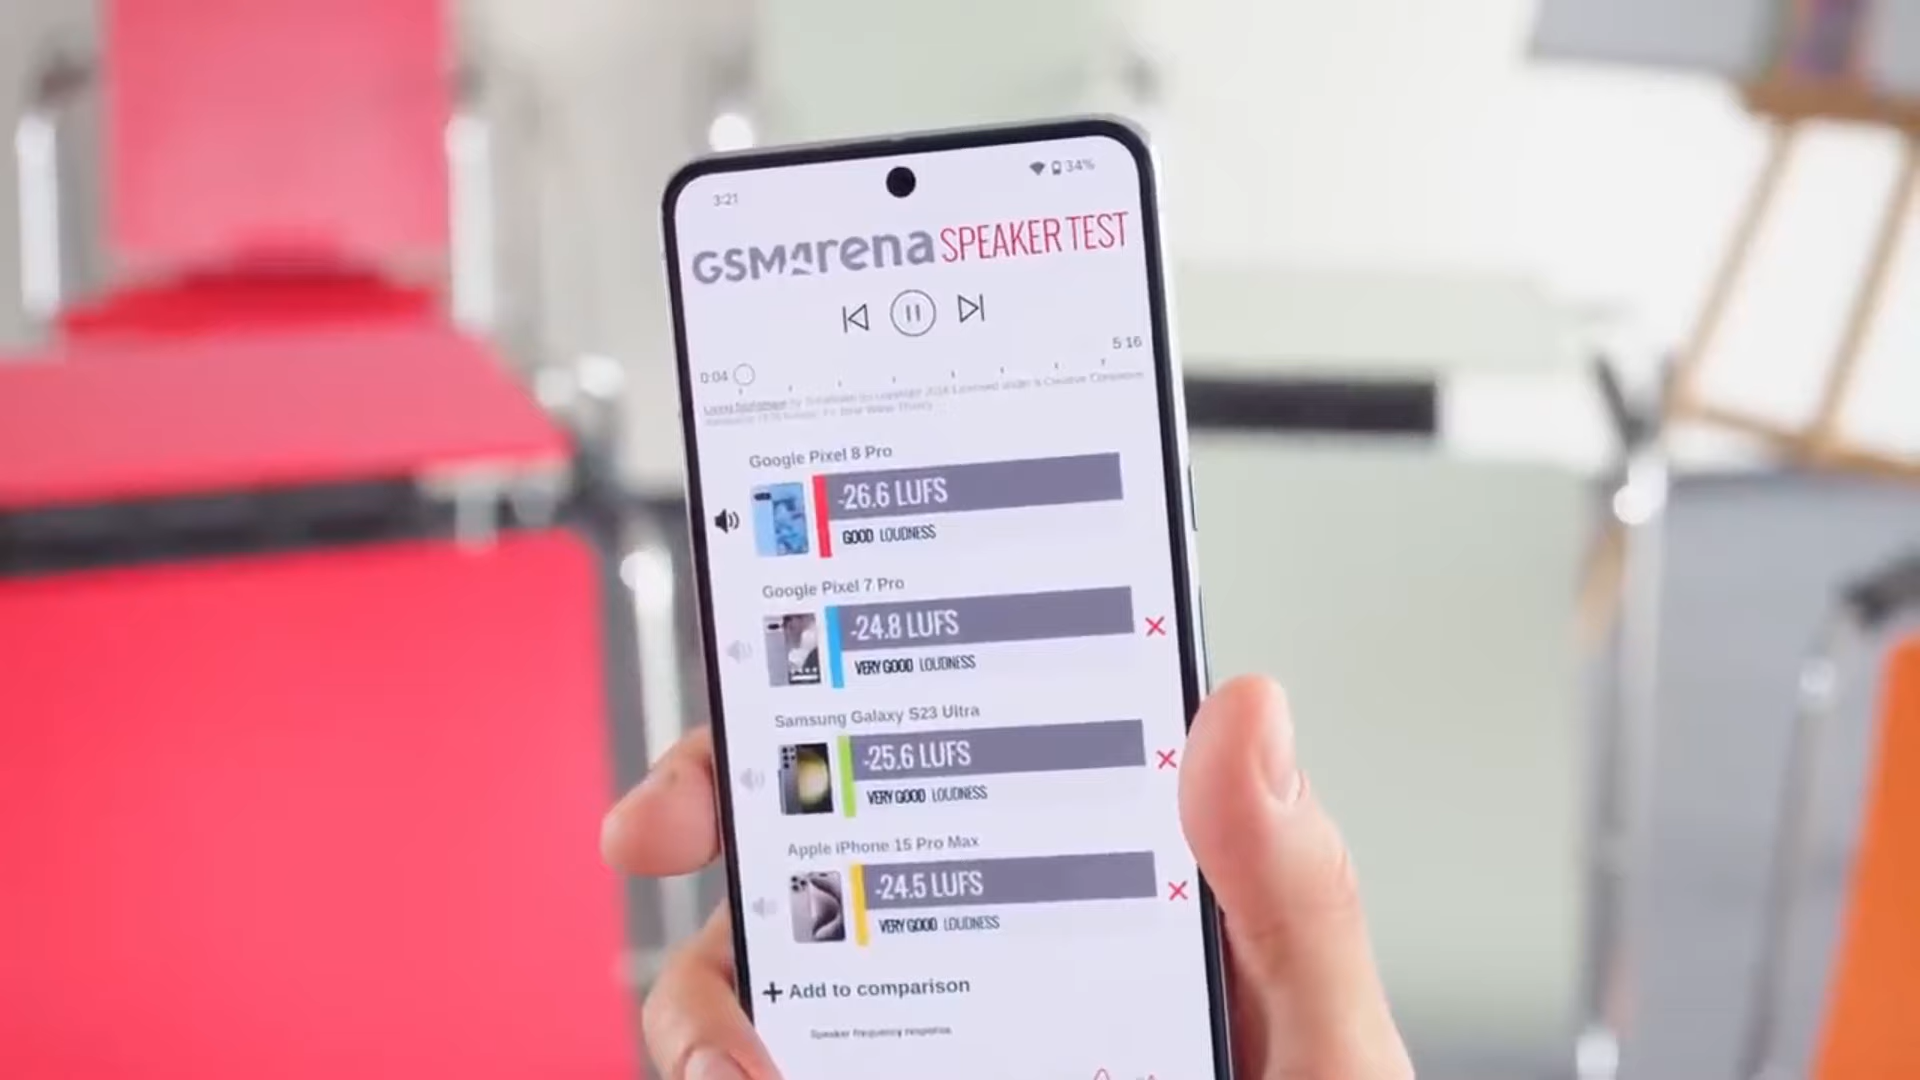 3:21
34%
GSMArena SPEAKER TEST
5:16
0:04
Google Pixel 8 Pro
-26.6 LUFS
GOOD LOUDNESS
Google Pixel 7 Pro
-24.8 LUFS
VERY GOOD LOUDNESS
Samsung Galaxy S23 Ultra
-25.6 LUFS
VERY GOOD LOUDNESS
Apple iPhone 15 Pro Max
-24.5 LUFS
VERY GOOD LOUDNESS
+ Add to comparison
Speaker frequency response